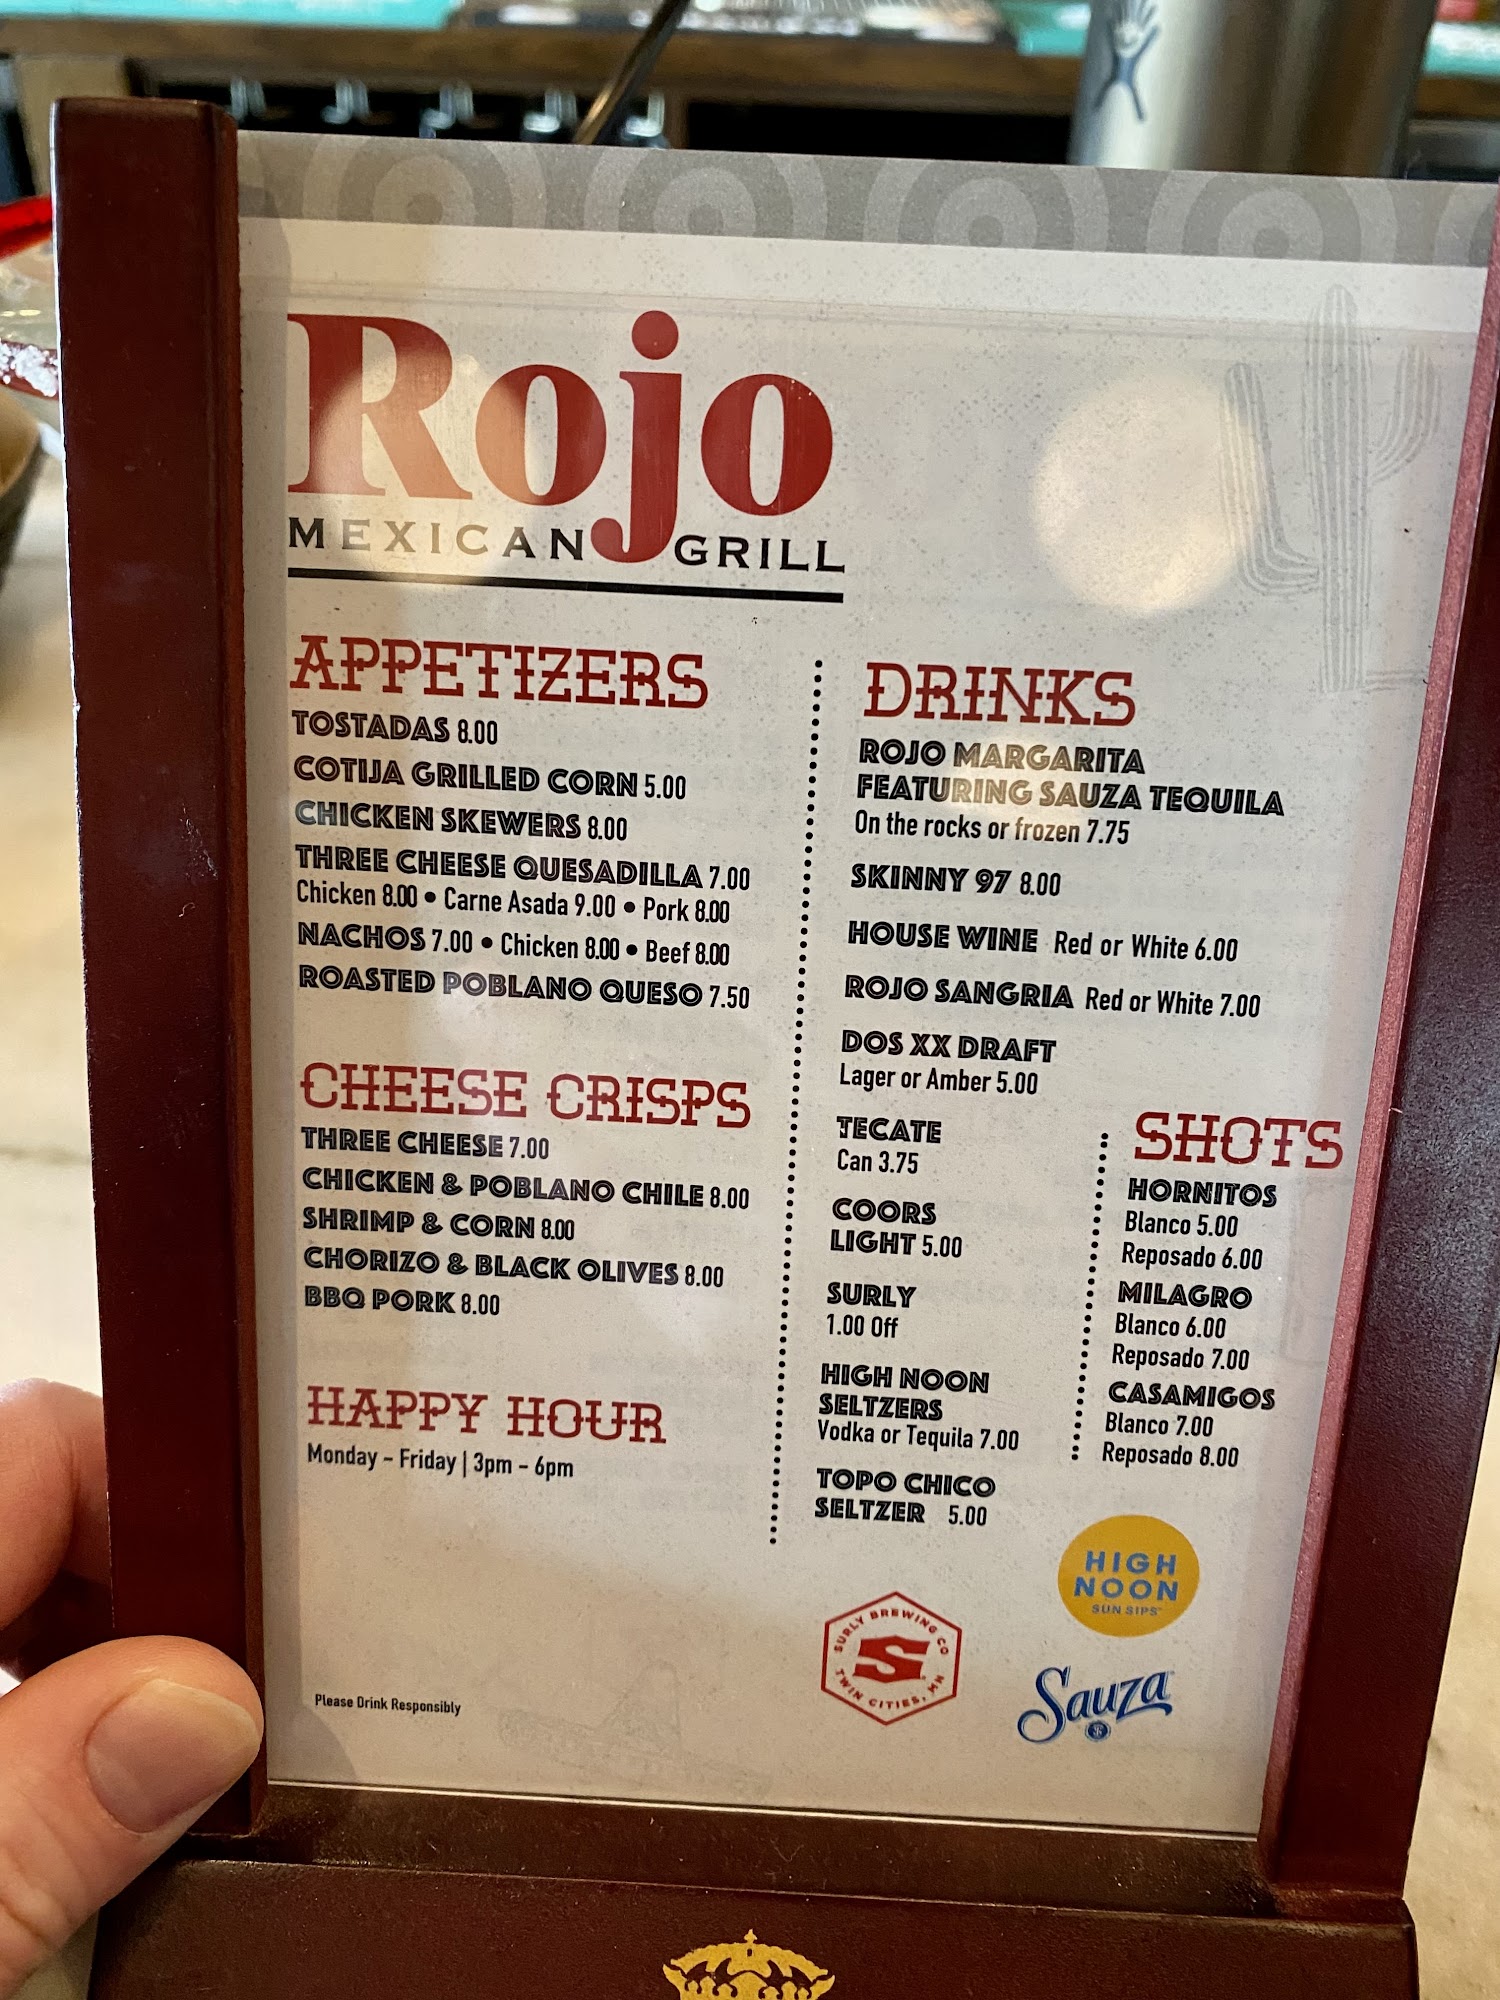 Rojo
MEXICAN GRILL
APPETIZERS
TOSTADAS 8.00
COTIJA GRILLED CORN 5.00
CHICKEN SKEWERS 8.00
THREE CHEESE QUESADILLA 7.00
Chicken 8.00 • Carne Asada 9.00 • Pork 8.00
NACHOS 7.00 • Chicken 8.00 • Beef 8.00
ROASTED POBLANO QUESO 7.50
CHEESE CRISPS
THREE CHEESE 7.00
CHICKEN & POBLANO CHILE 8.00
SHRIMP & CORN 8.00
CHORIZO & BLACK OLIVES 8.00
BBQ PORK 8.00
HAPPY HOUR
Monday – Friday | 3pm – 6pm
Please Drink Responsibly
DRINKS
ROJO MARGARITA
FEATURING SAUZA TEQUILA
On the rocks or frozen 7.75
SKINNY 97 8.00
HOUSE WINE Red or White 6.00
ROJO SANGRIA Red or White 7.00
DOS XX DRAFT
Lager or Amber 5.00
TECATE
Can 3.75
COORS
LIGHT 5.00
SURLY
1.00 Off
HIGH NOON
SELTZERS
Vodka or Tequila 7.00
TOPO CHICO
SELTZER 5.00
SHOTS
HORNITOS
Blanco 5.00
Reposado 6.00
MILAGRO
Blanco 6.00
Reposado 7.00
CASAMIGOS
Blanco 7.00
Reposado 8.00
HIGH
NOON
SUN SIPS
SURLY BREWING CO
S
TWIN CITIES, MN
Sauza